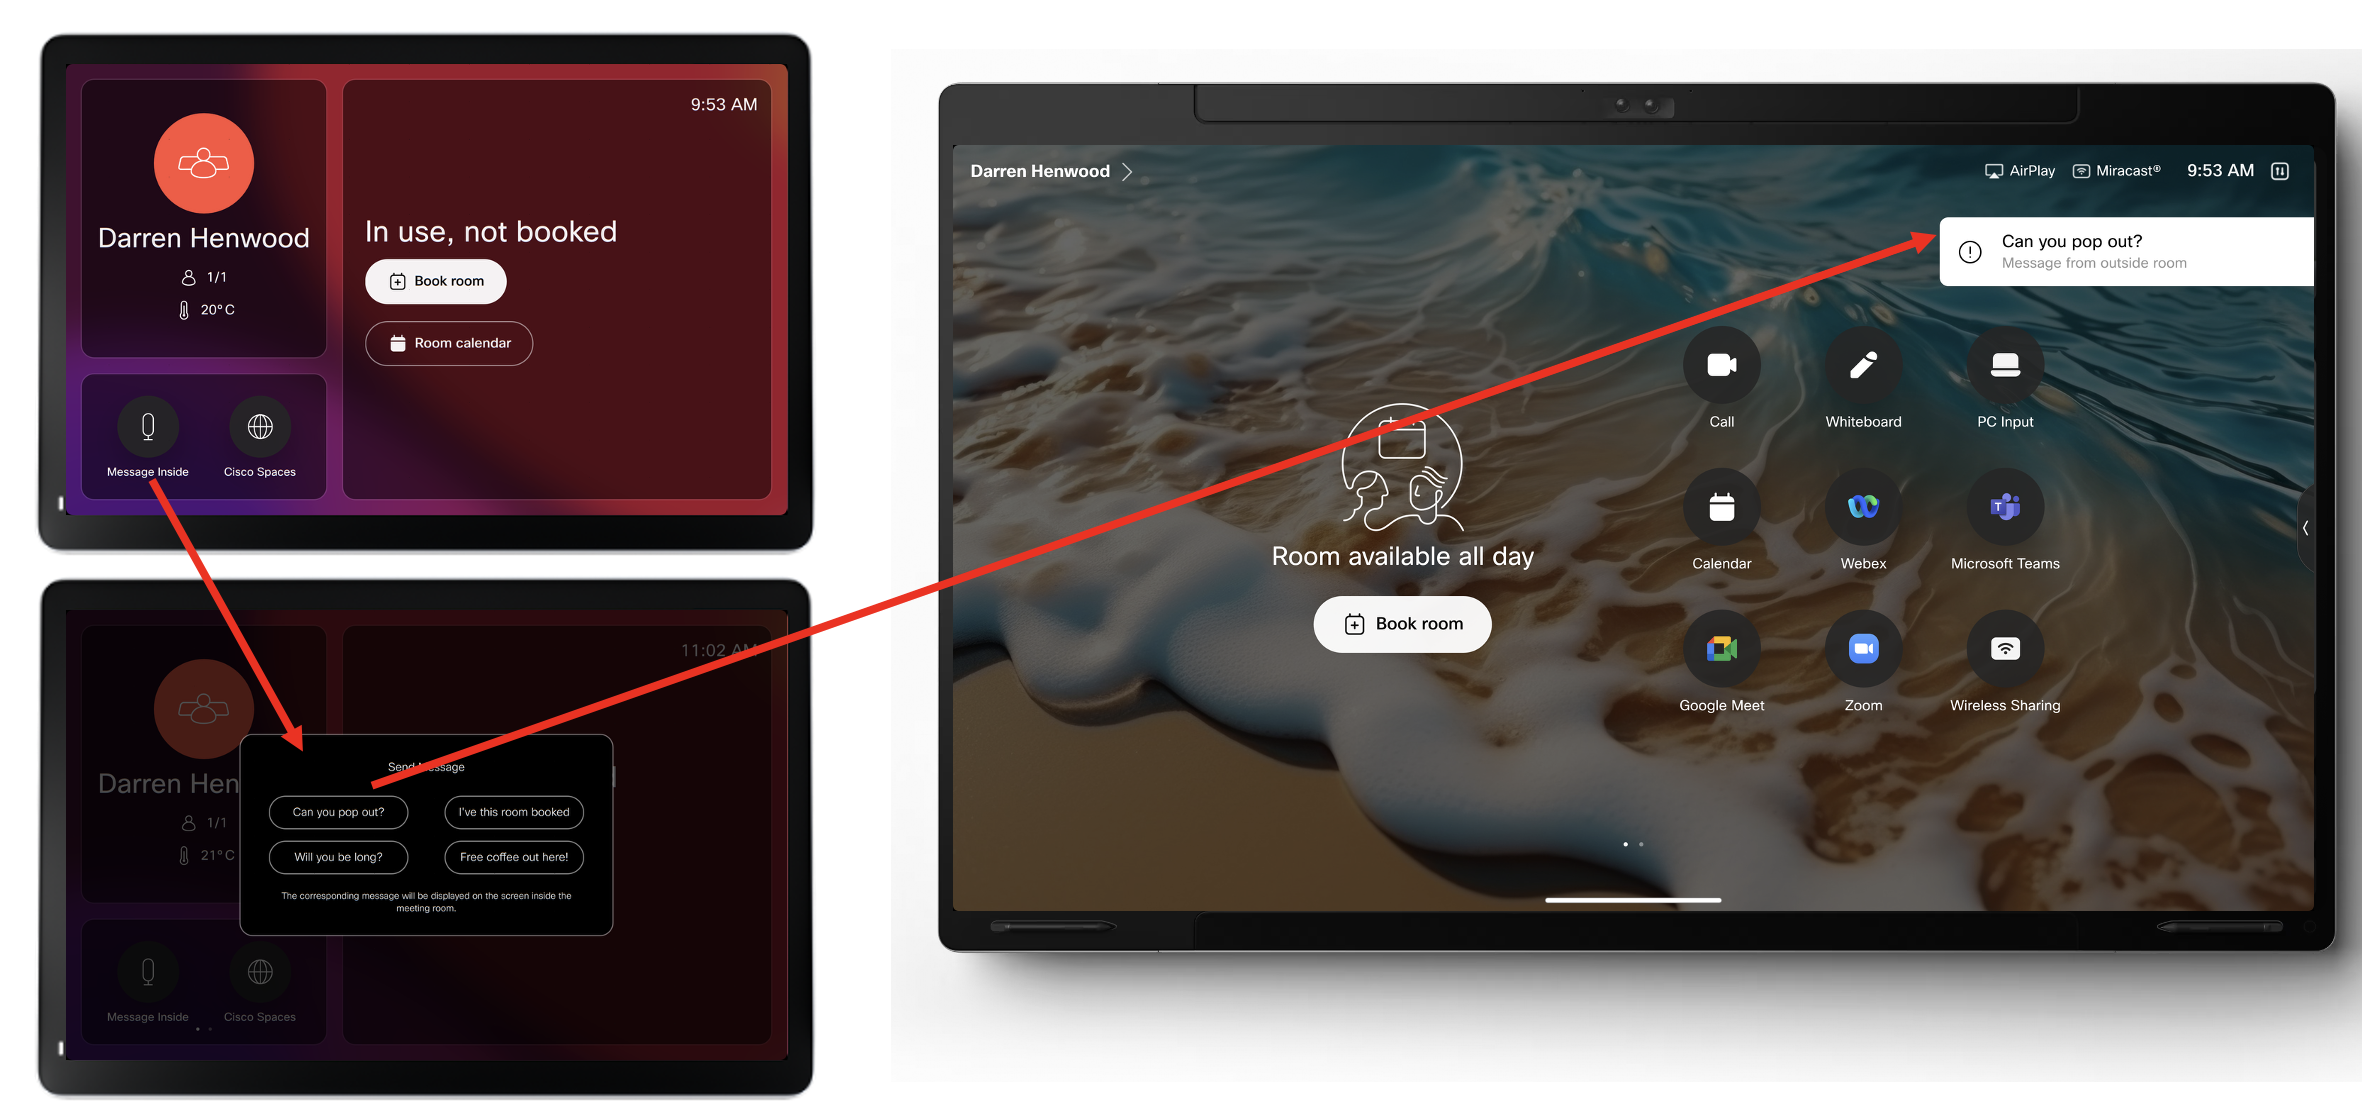 9:53 AM
Darren Henwood
1/1
20°C
In use, not booked
Book room
Room calendar
Message Inside
Cisco Spaces
11:02 AM
Darren Hen
1/1
21°C
Send Message
Can you pop out?
I've this room booked
Will you be long?
Free coffee out here!
The corresponding message will be displayed on the screen inside the
meeting room.
Message Inside
Cisco Spaces
Darren Henwood
AirPlay
Miracast®
9:53 AM
Can you pop out?
Message from outside room
Room available all day
Book room
Call
Whiteboard
PC Input
Calendar
Webex
Microsoft Teams
Google Meet
Zoom
Wireless Sharing